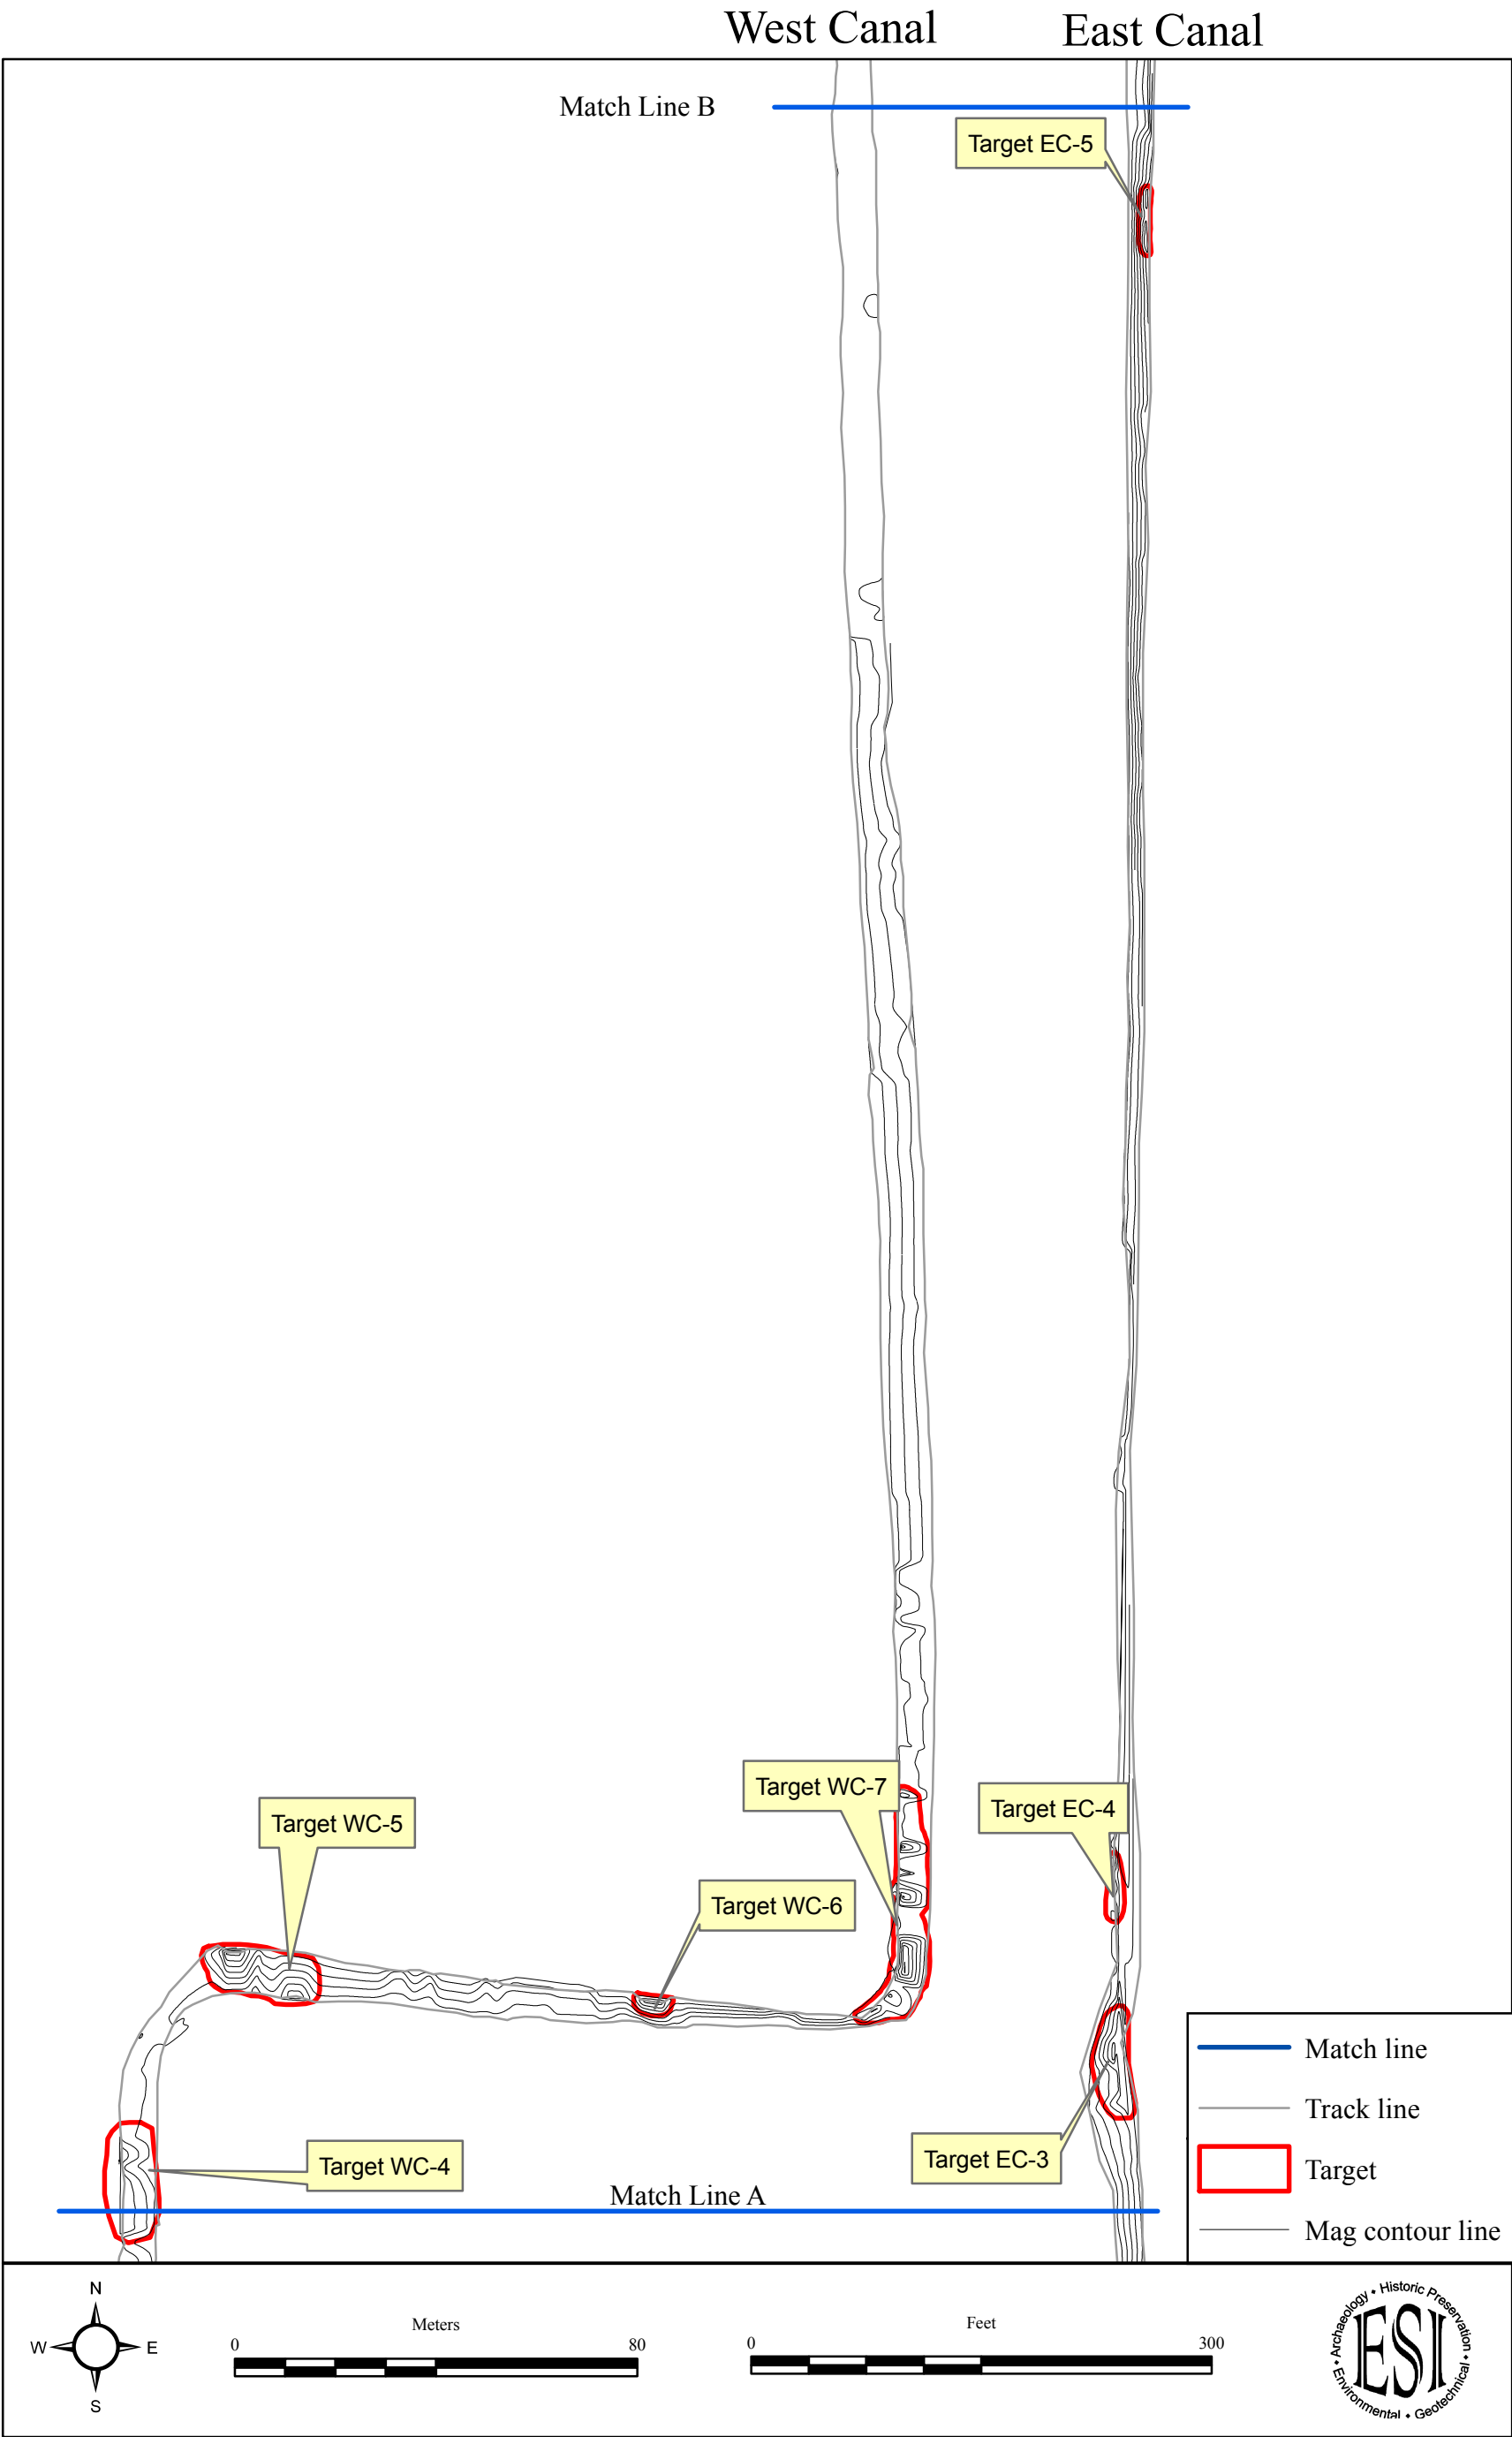 West Canal
East Canal
Match Line B
Target EC-5
Target WC-7
Target EC-4
Target WC-5
Target WC-6
Target EC-3
Target WC-4
Match Line A
Match line
Track line
Target
Mag contour line
N
W E
S
Meters
0 80
Feet
0 300
Archaeology • Historic Preservation •
ESI
Environmental • Geotechnical •